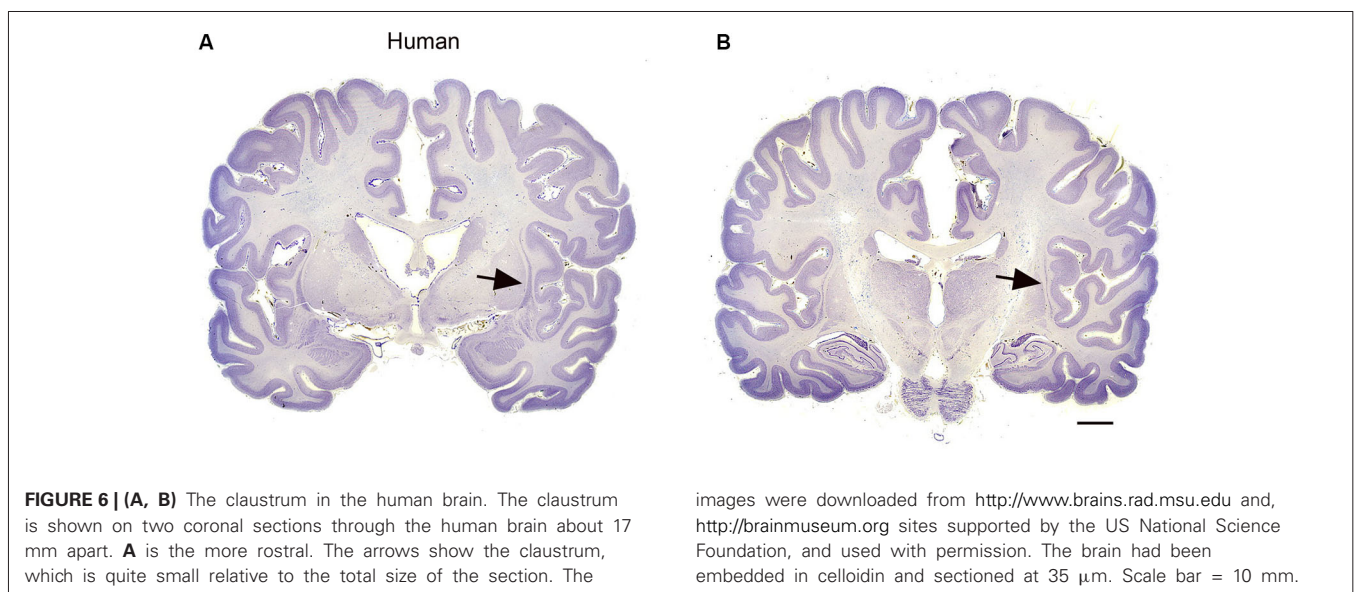 A
Human
B
FIGURE 6 | (A, B) The claustrum in the human brain. The claustrum
is shown on two coronal sections through the human brain about 17
mm apart. A is the more rostral. The arrows show the claustrum,
which is quite small relative to the total size of the section. The
images were downloaded from http://www.brains.rad.msu.edu and,
http://brainmuseum.org sites supported by the US National Science
Foundation, and used with permission. The brain had been
embedded in celloidin and sectioned at 35 μm. Scale bar = 10 mm.